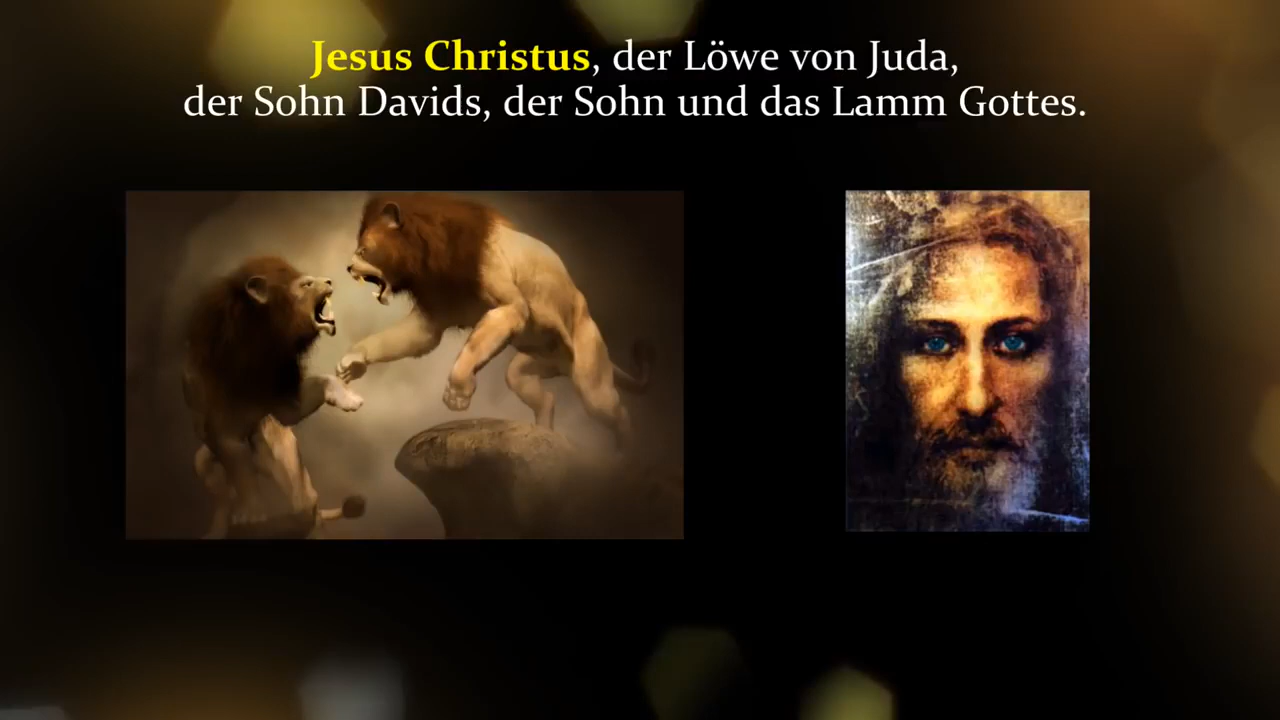 Jesus Christus, der Löwe von Juda,
der Sohn Davids, der Sohn und das Lamm Gottes.